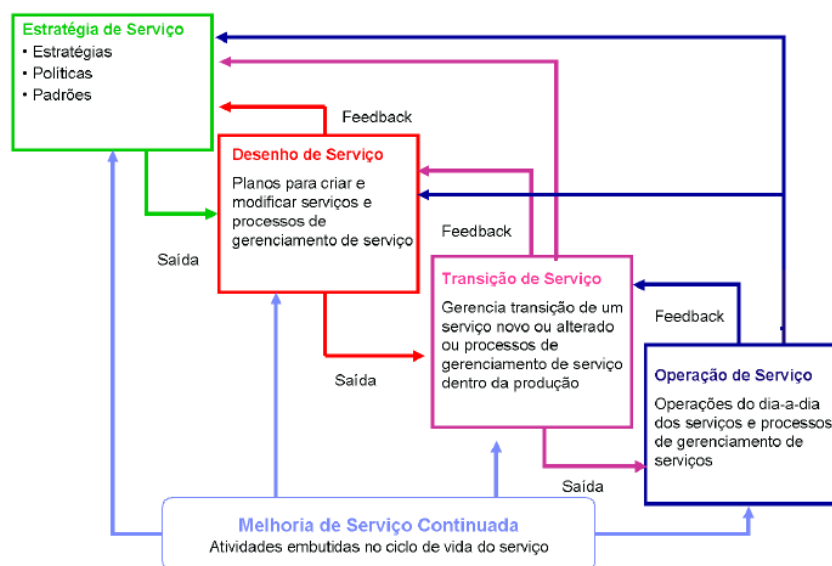 Estratégia de Serviço
• Estratégias
• Políticas
• Padrões
Feedback
Desenho de Serviço
Planos para criar e
modificar serviços e
processos de
gerenciamento de serviço
Saída
Feedback
Transição de Serviço
Gerencia transição de um
serviço novo ou alterado
ou processos de
gerenciamento de serviço
dentro da produção
Saída
Feedback
Operação de Serviço
Operações do dia-a-dia
dos serviços e processos
de gerenciamento de
serviços
Saída
Melhoria de Serviço Continuada
Atividades embutidas no ciclo de vida do serviço